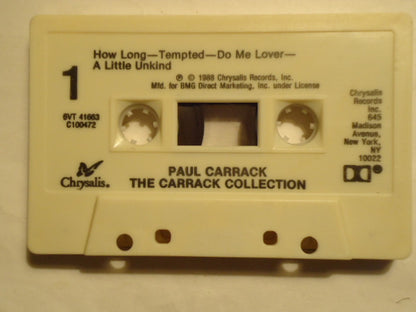 How Long—Tempted—Do Me Lover—
A Little Unkind
1
℗ © 1988 Chrysalis Records, Inc.
Mfd. for BMG Direct Marketing, Inc. under License
6VT 41663
C100472
Chrysalis
Records
Inc.
645
Madison
Avenue,
New York,
NY
10022
Chrysalis®
PAUL CARRACK
THE CARRACK COLLECTION